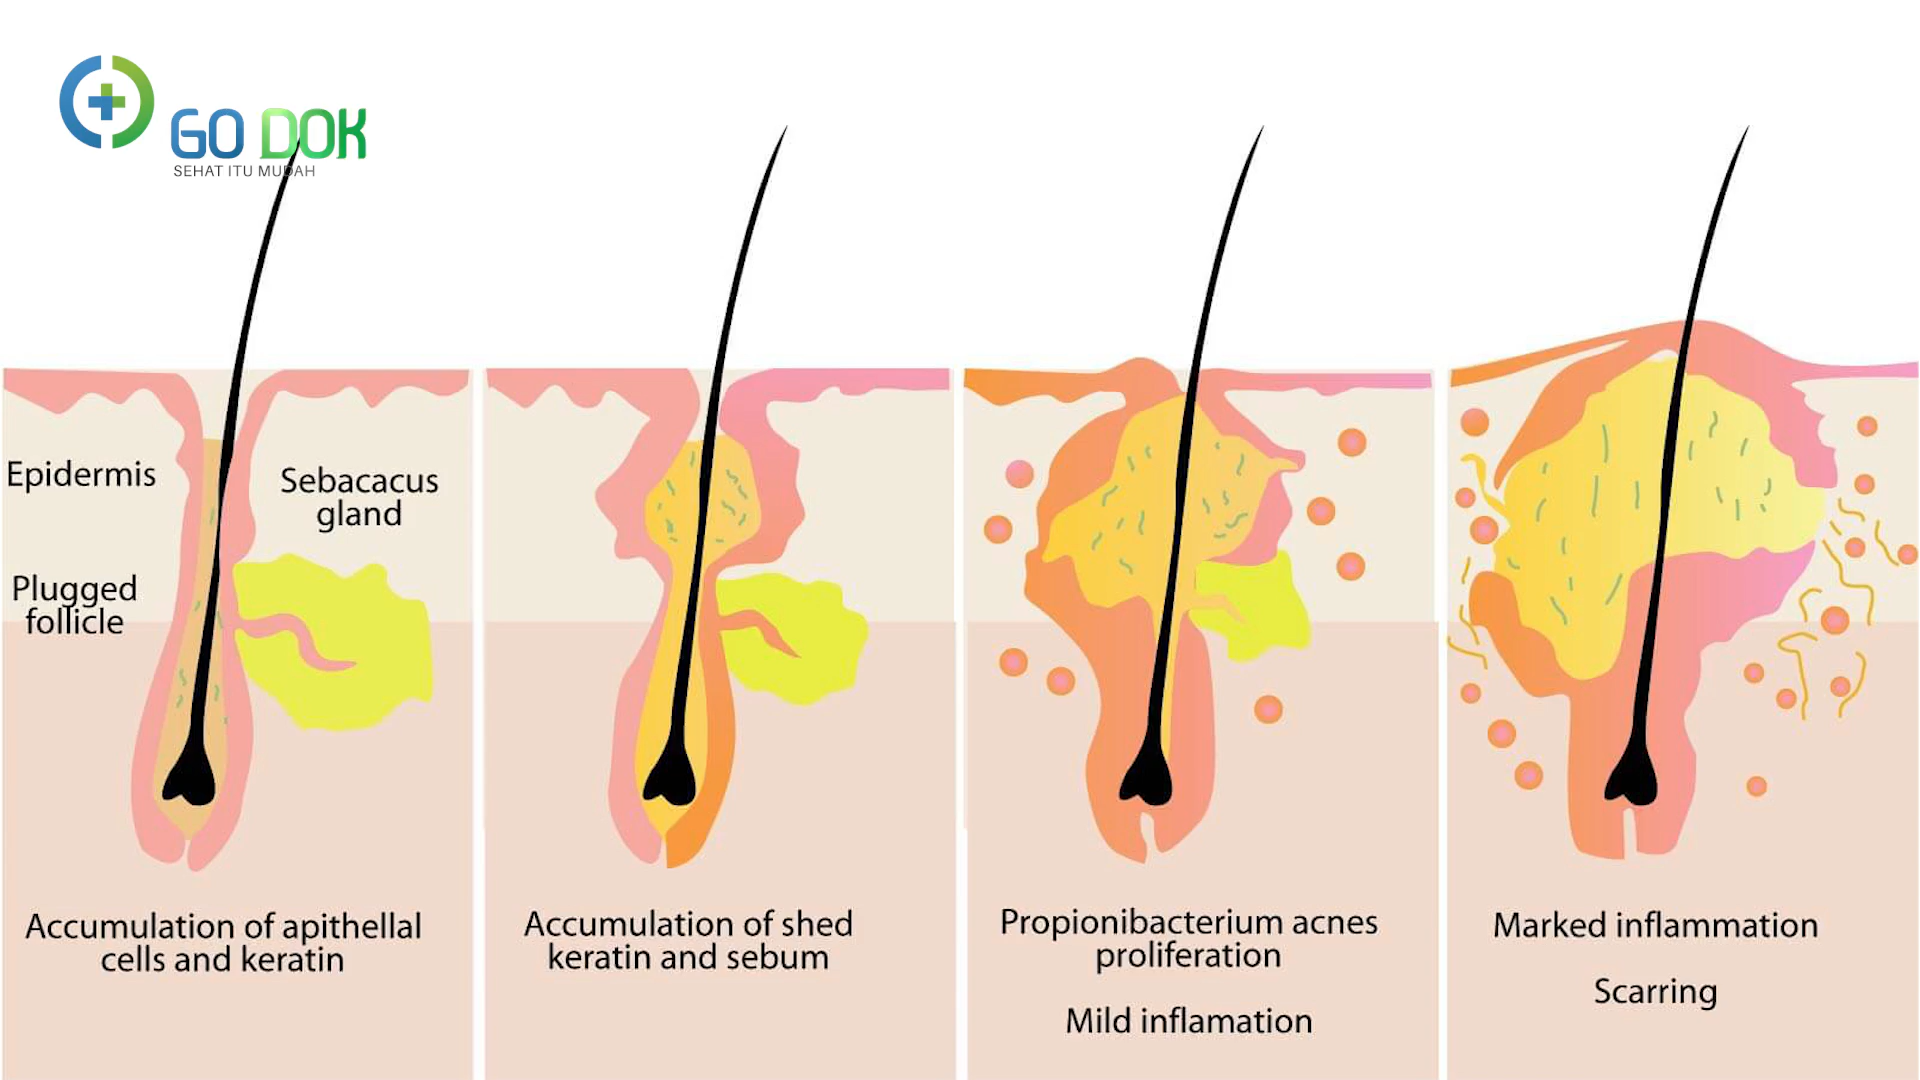 GO DOK
SEHAT ITU MUDAH
Epidermis
Sebacacus
gland
Plugged
follicle
Accumulation of apithellal
cells and keratin
Accumulation of shed
keratin and sebum
Propionibacterium acnes
proliferation
Mild inflamation
Marked inflammation
Scarring